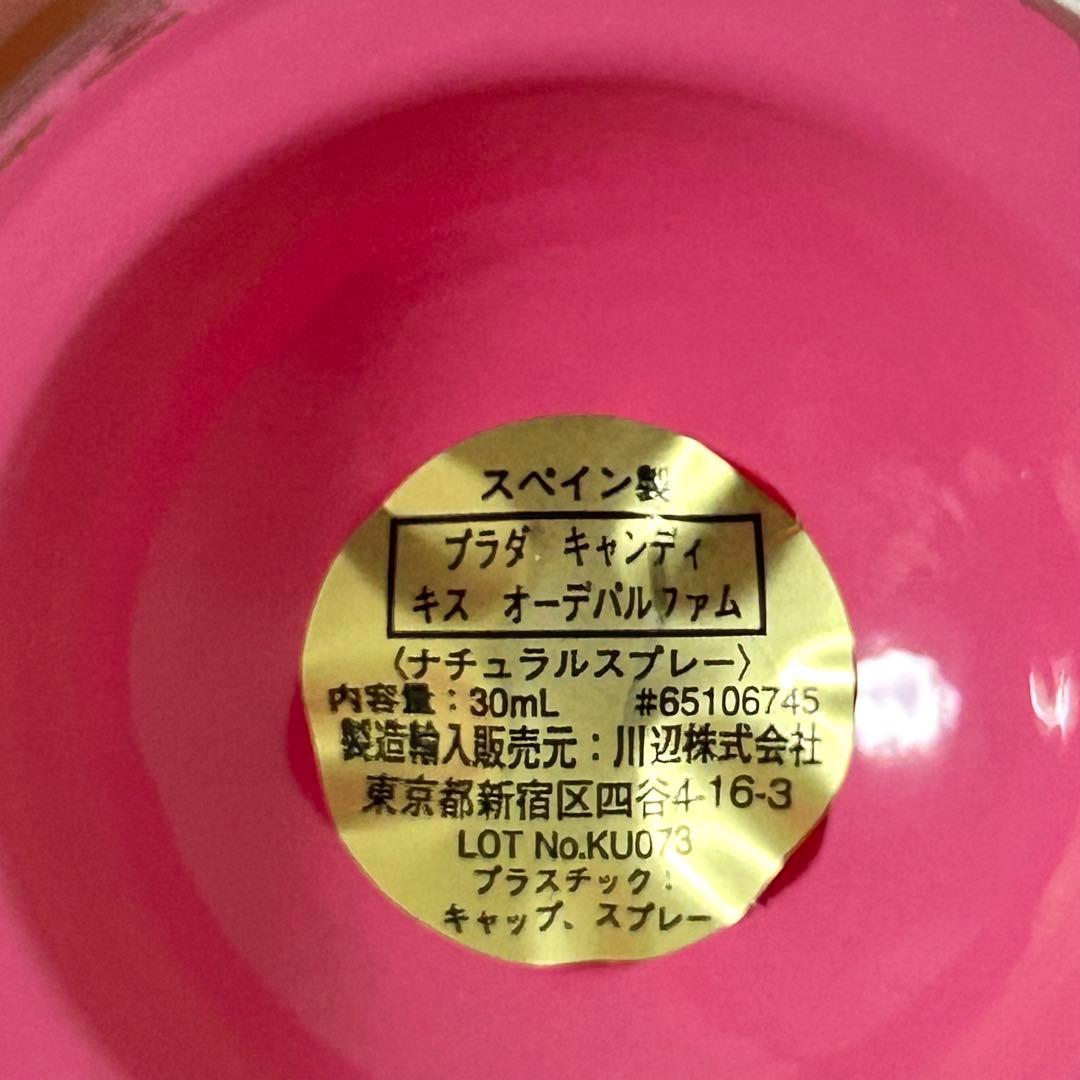 スペイン製
プラダ キャンディ
キス オーデパルファム
〈ナチュラルスプレー〉
内容量：30mL #65106745
製造輸入販売元：川辺株式会社
東京都新宿区四谷4-16-3
LOT No.KU073
プラスチック：
キャップ、スプレー